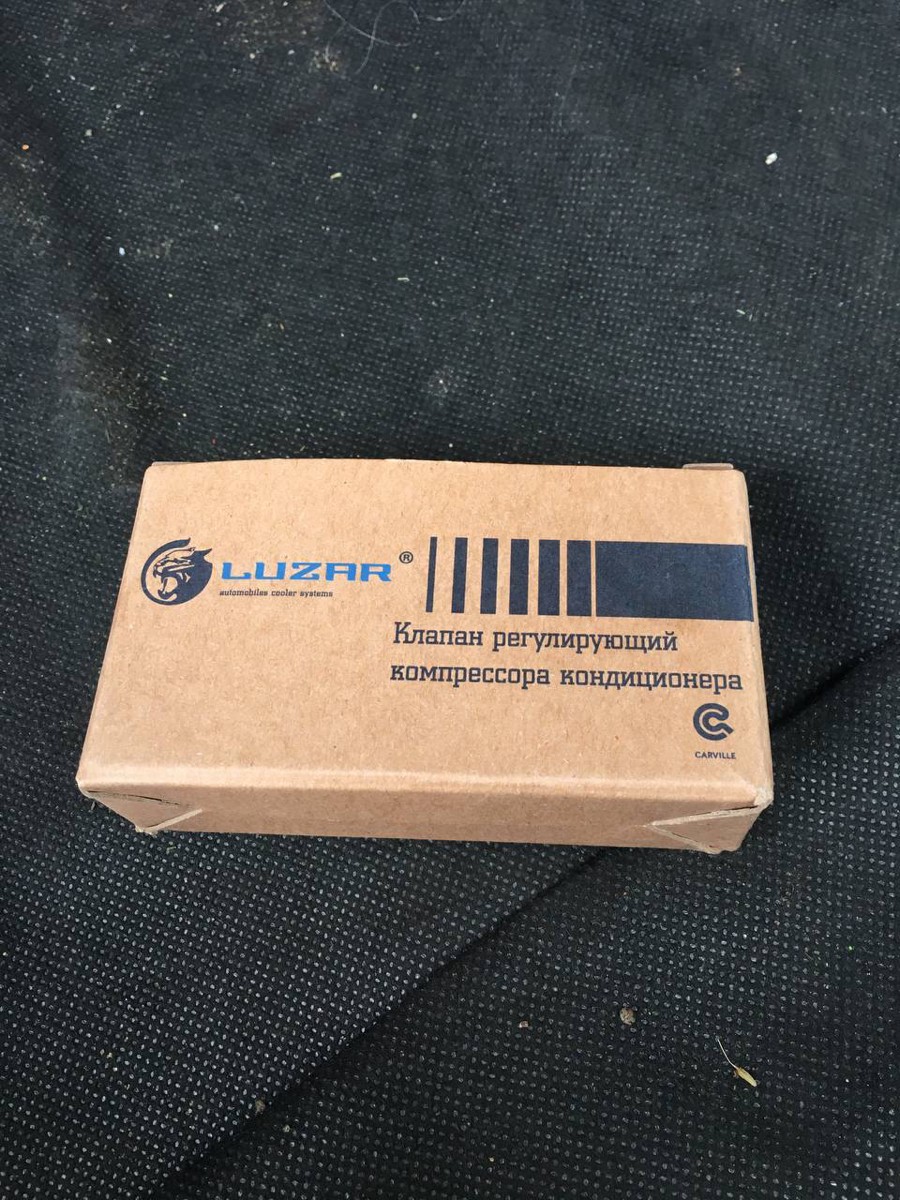 LUZAR®
automobiles cooler systems
Клапан регулирующий
компрессора кондиционера
CARVILLE